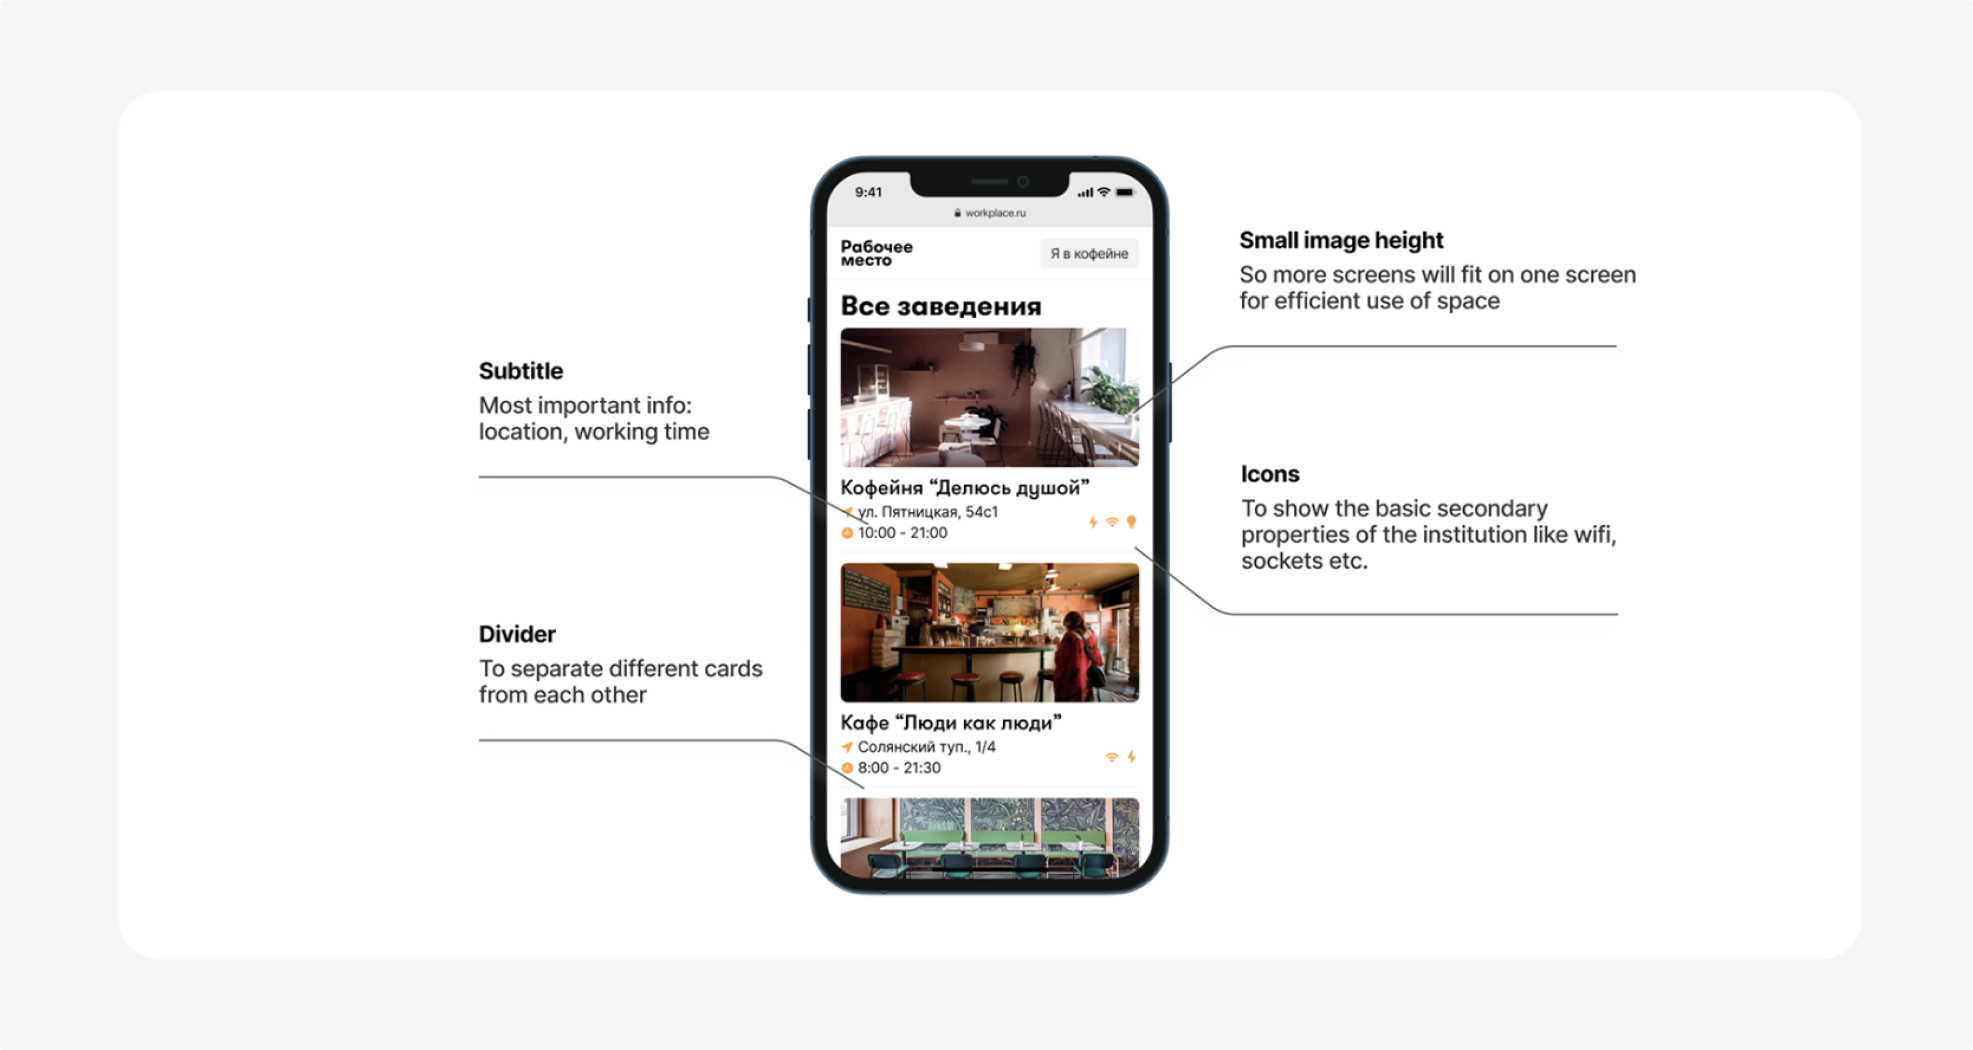 9:41
workplace.ru
Рабочее
место
Я в кофейне
Все заведения
Кофейня “Делюсь душой”
ул. Пятницкая, 54с1
10:00 - 21:00
Кафе “Люди как люди”
Солянский туп., 1/4
8:00 - 21:30
Subtitle
Most important info:
location, working time
Divider
To separate different cards
from each other
Small image height
So more screens will fit on one screen
for efficient use of space
Icons
To show the basic secondary
properties of the institution like wifi,
sockets etc.